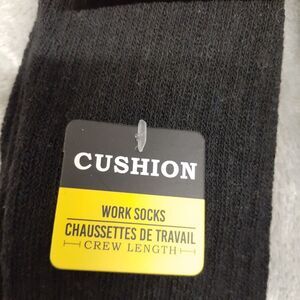 CUSHION
WORK SOCKS
CHAUSSETTES DE TRAVAIL
CREW LENGTH